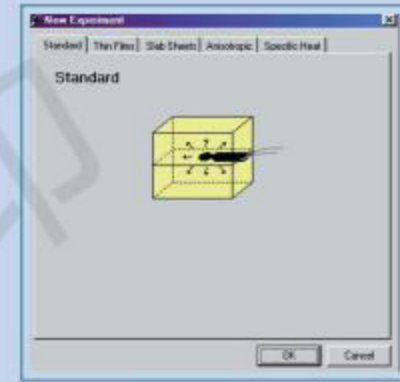 New Experiment
Standard Thin Films Slab Sheets Anisotropic Specific Heat
Standard
OK Cancel